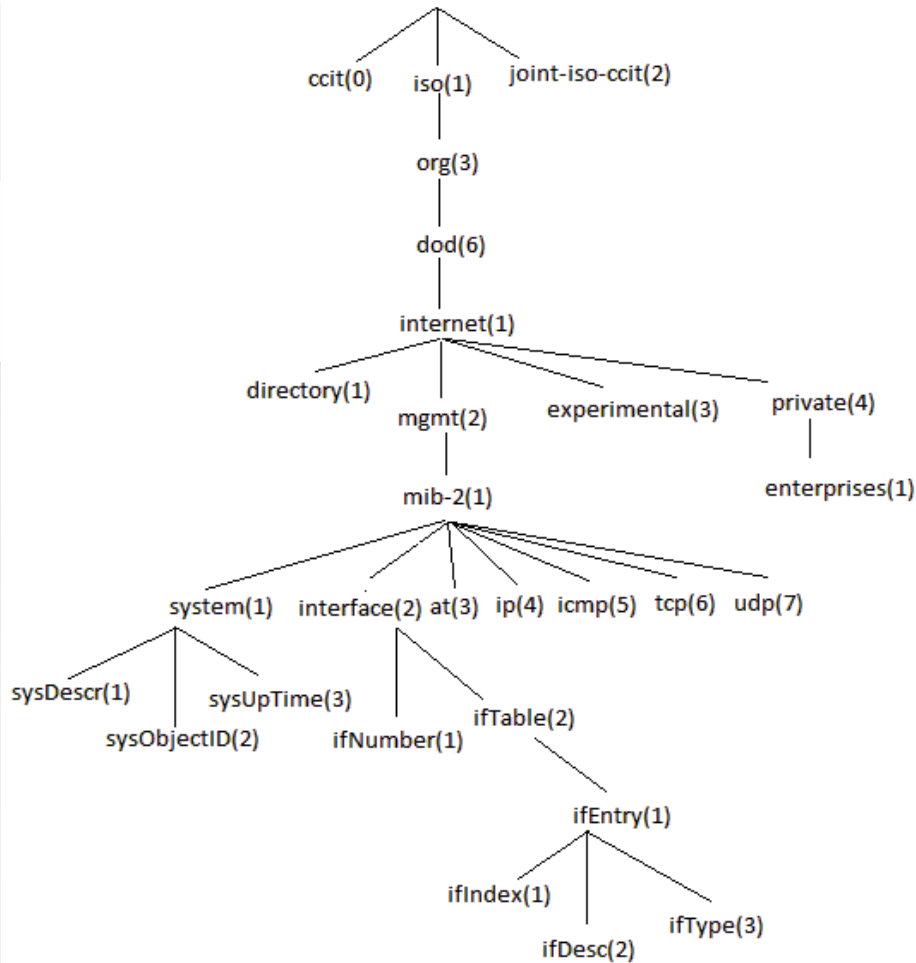 ccit(0) iso(1) joint-iso-ccit(2)
org(3)
dod(6)
internet(1)
directory(1) mgmt(2) experimental(3) private(4)
mib-2(1) enterprises(1)
system(1) interface(2) at(3) ip(4) icmp(5) tcp(6) udp(7)
sysDescr(1) sysObjectID(2) sysUpTime(3) ifNumber(1) ifTable(2)
ifEntry(1)
ifIndex(1) ifDesc(2) ifType(3)